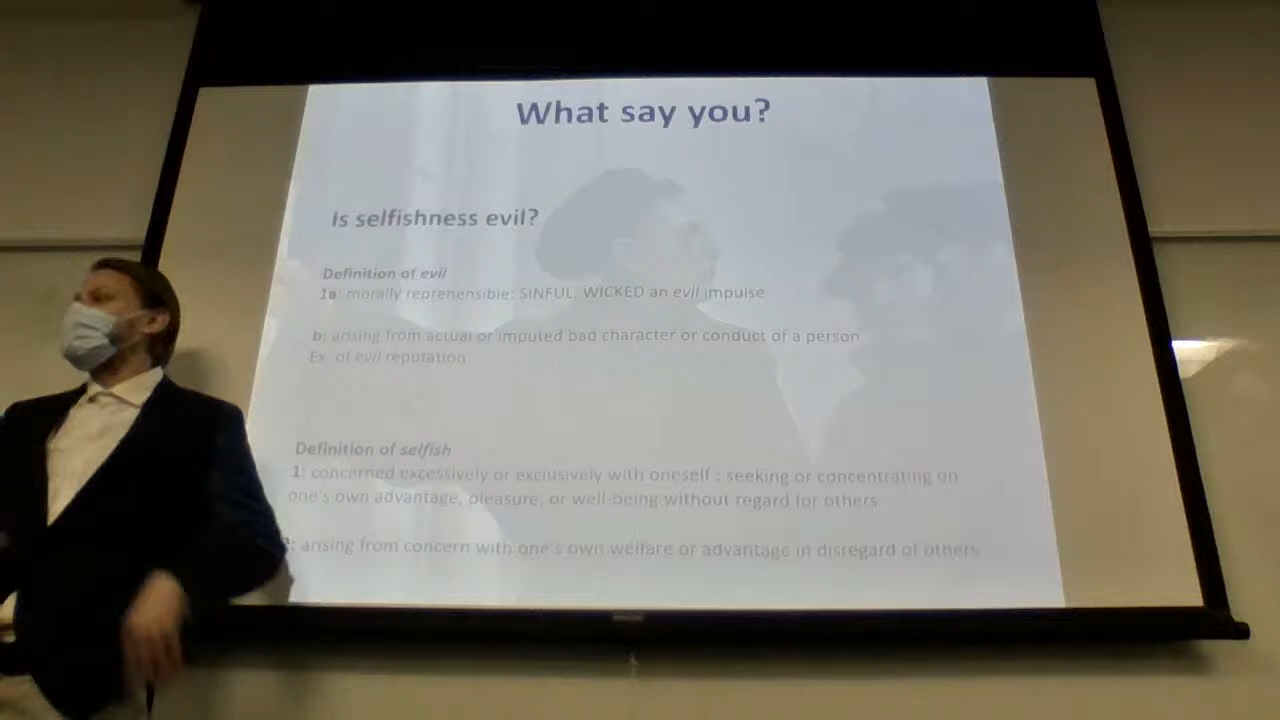 What say you?
Is selfishness evil?
Definition of evil
1a: morally reprehensible: SINFUL, WICKED an evil impulse
b: arising from actual or imputed bad character or conduct of a person
Ex. of evil reputation
Definition of selfish
1: concerned excessively or exclusively with oneself : seeking or concentrating on
one's own advantage, pleasure, or well-being without regard for others
: arising from concern with one's own welfare or advantage in disregard of others